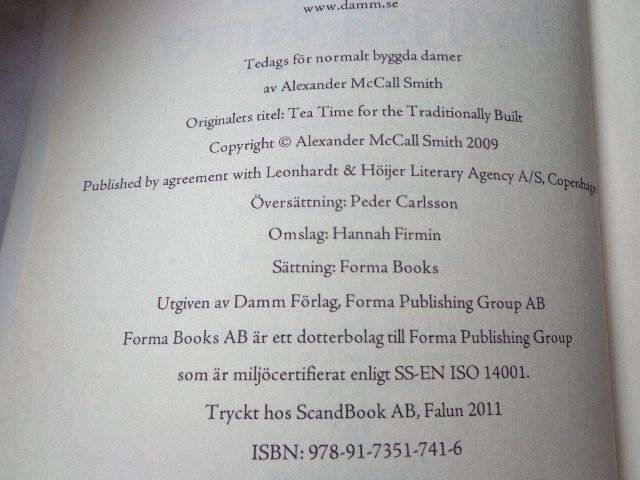 www.damm.se
Tedags för normalt byggda damer
av Alexander McCall Smith
Originalets titel: Tea Time for the Traditionally Built
Copyright © Alexander McCall Smith 2009
Published by agreement with Leonhardt & Höijer Literary Agency A/S, Copenhagen
Översättning: Peder Carlsson
Omslag: Hannah Firmin
Sättning: Forma Books
Utgiven av Damm Förlag, Forma Publishing Group AB
Forma Books AB är ett dotterbolag till Forma Publishing Group
som är miljöcertifierat enligt SS-EN ISO 14001.
Tryckt hos ScandBook AB, Falun 2011
ISBN: 978-91-7351-741-6